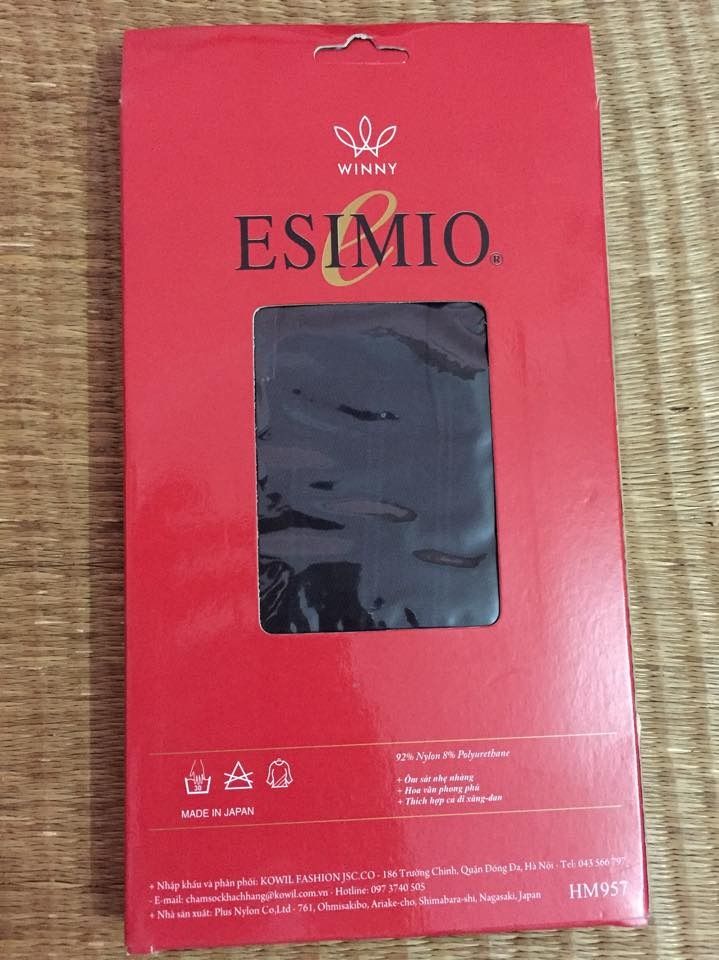 WINNY
ESIMIO®
92% Nylon 8% Polyurethane
+ Ôm sát nhẹ nhàng
+ Hoa văn phong phú
+ Thích hợp cả đi xăng-đan
30
MADE IN JAPAN
+ Nhập khẩu và phân phối: KOWIL FASHION JSC.CO - 186 Trường Chinh, Quận Đống Đa, Hà Nội - Tel: 043 566 797
- E-mail: chamsockhachhang@kowil.com.vn - Hotline: 097 3740 505
+ Nhà sản xuất: Plus Nylon Co,Ltd - 761, Ohmisakibo, Ariake-cho, Shimabara-shi, Nagasaki, Japan
HM957